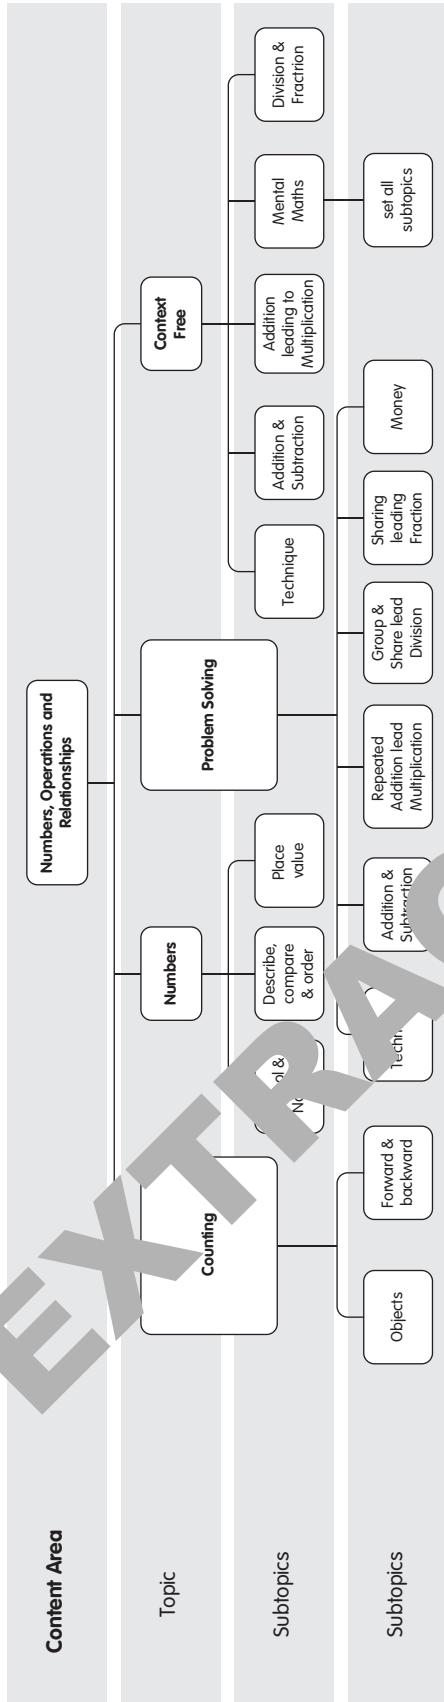 Content Area
Numbers, Operations and
Relationships
Topic
Counting
Numbers
Problem Solving
Context
Free
Subtopics
Describe,
compare
& order
Place
value
Technique
Addition &
Subtraction
Addition
leading to
Multiplication
Mental
Maths
Division &
Fractrion
Subtopics
Objects
Forward &
backward
Addition &
Subtraction
Repeated
Addition lead
Multiplication
Group &
Share lead
Division
Sharing
leading
Fraction
Money
set all
subtopics